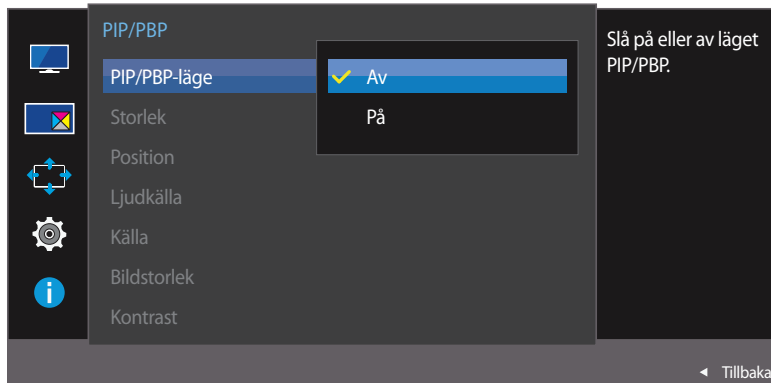 PIP/PBP
PIP/PBP-läge
Av
På
Storlek
Position
Ljudkälla
Källa
Bildstorlek
Kontrast
Slå på eller av läget
PIP/PBP.
Tillbaka